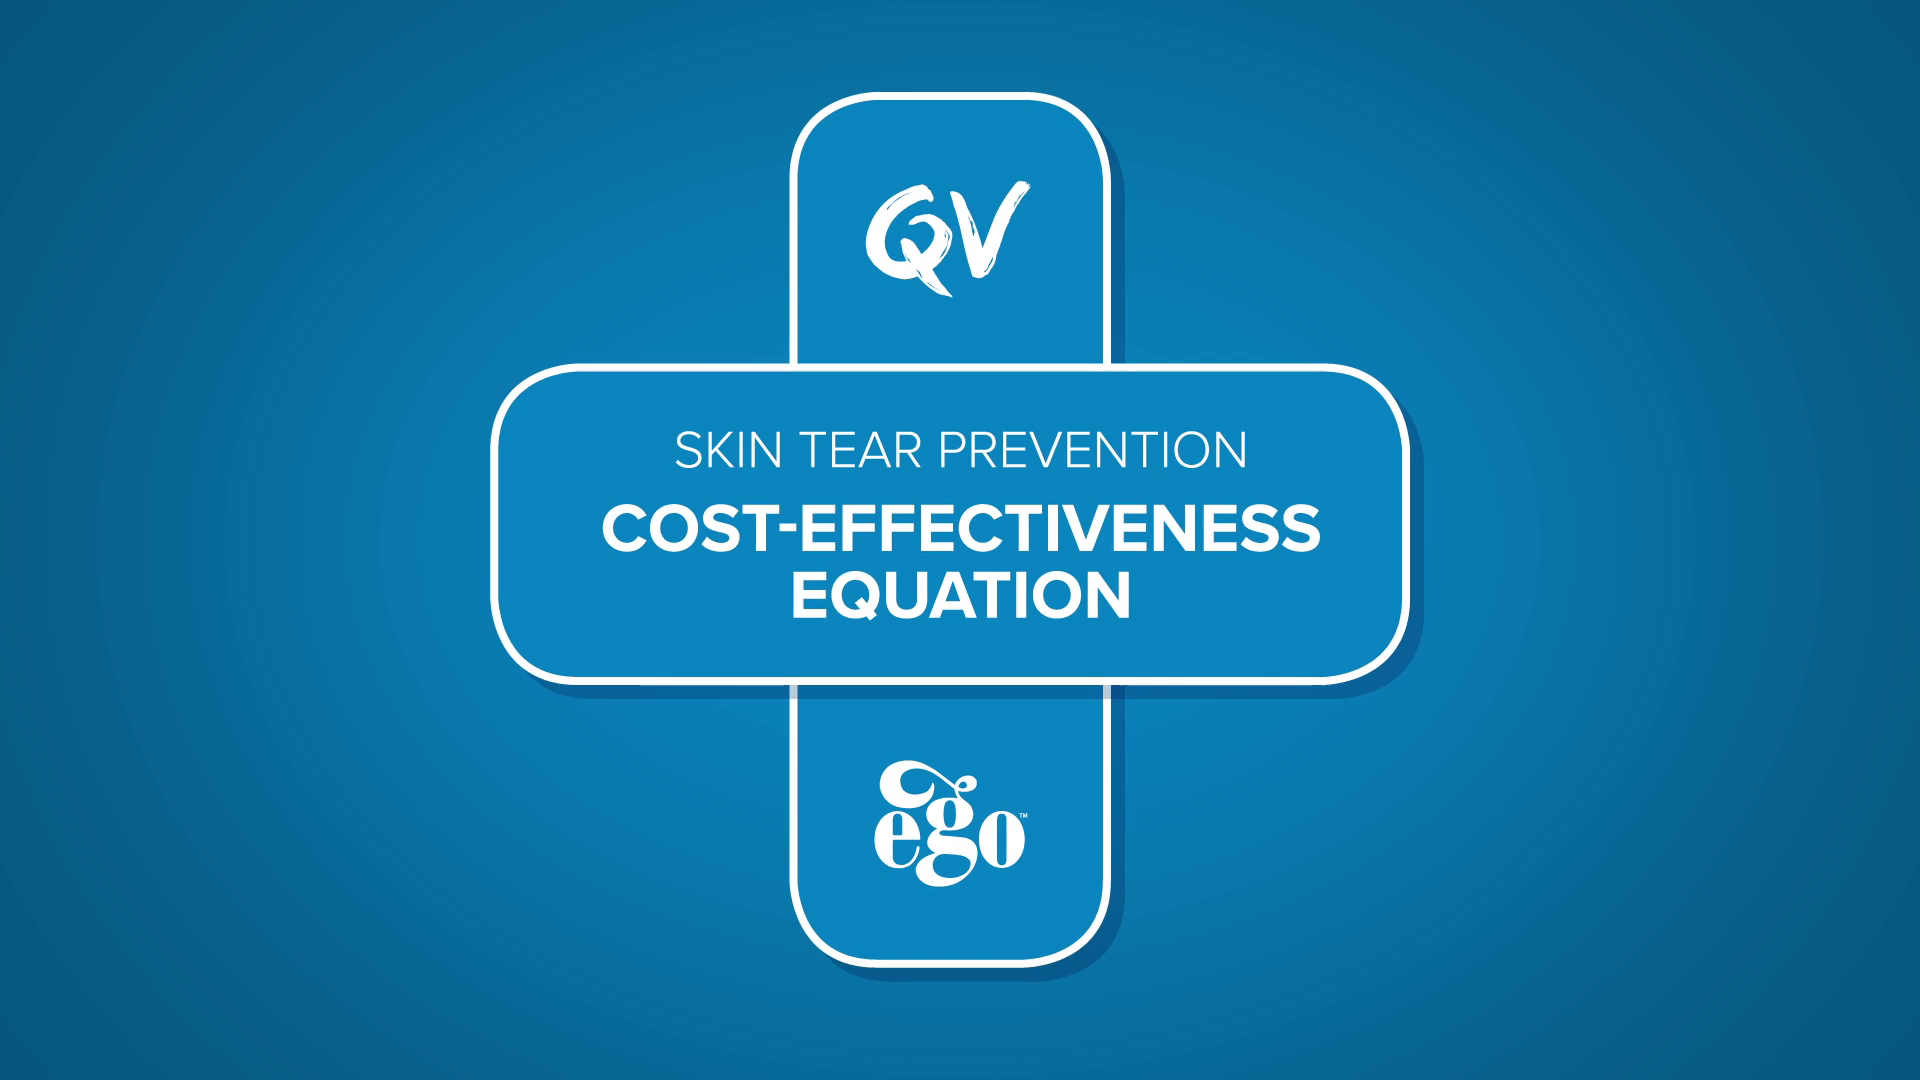 QV
SKIN TEAR PREVENTION
COST-EFFECTIVENESS
EQUATION
ego™